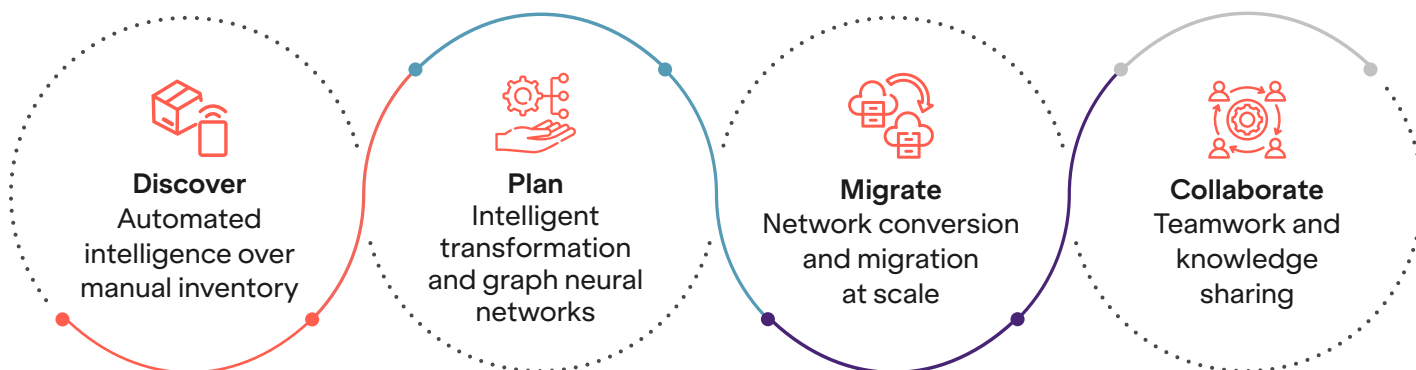 Discover
Automated
intelligence over
manual inventory
Plan
Intelligent
transformation
and graph neural
networks
Migrate
Network conversion
and migration
at scale
Collaborate
Teamwork and
knowledge
sharing